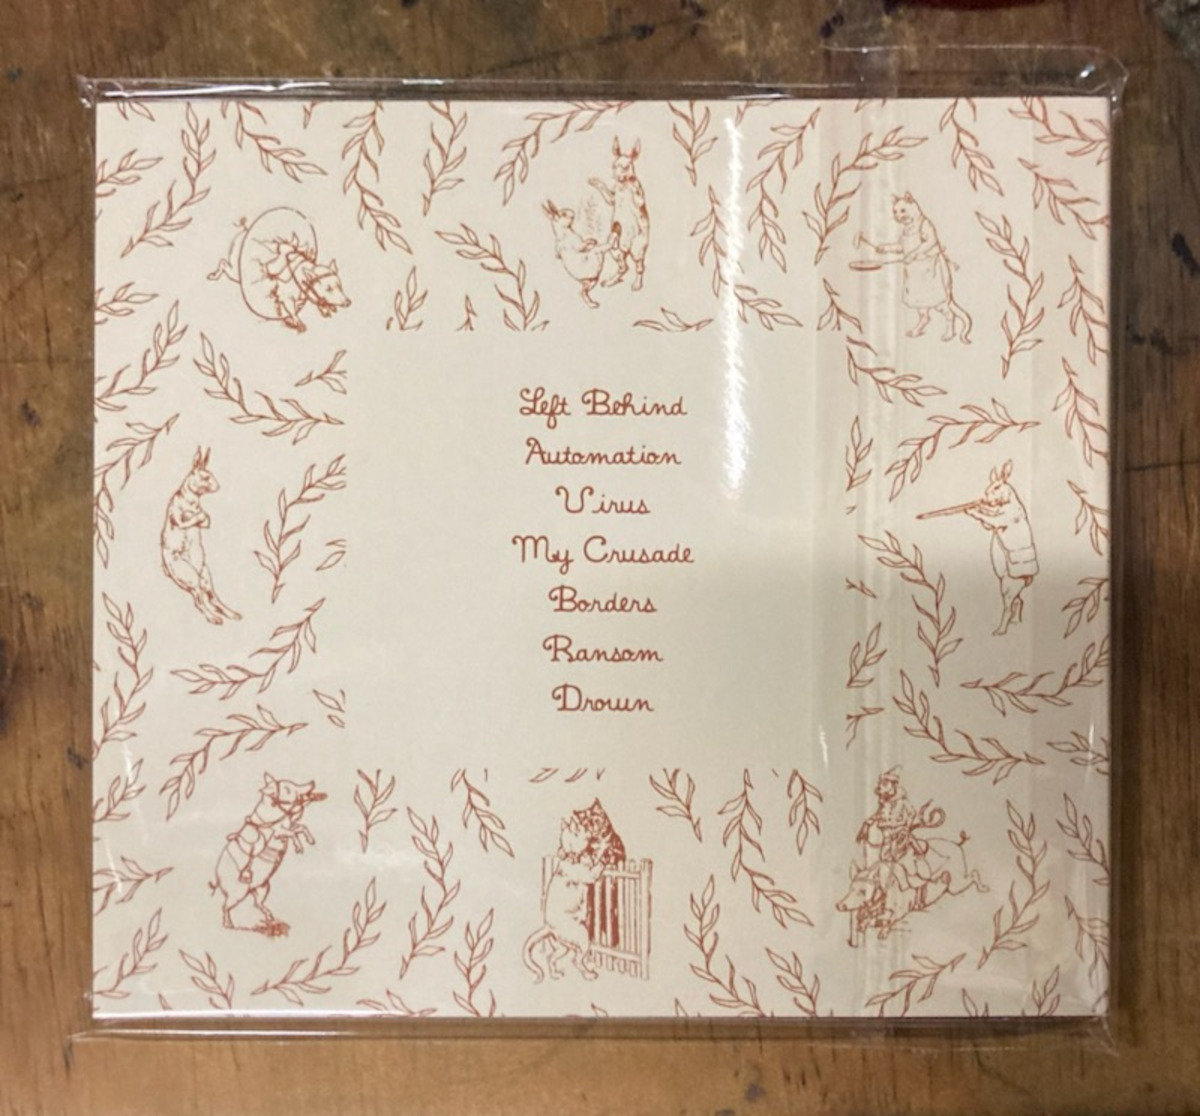 Left Behind
Automation
Virus
My Crusade
Borders
Ransom
Drown